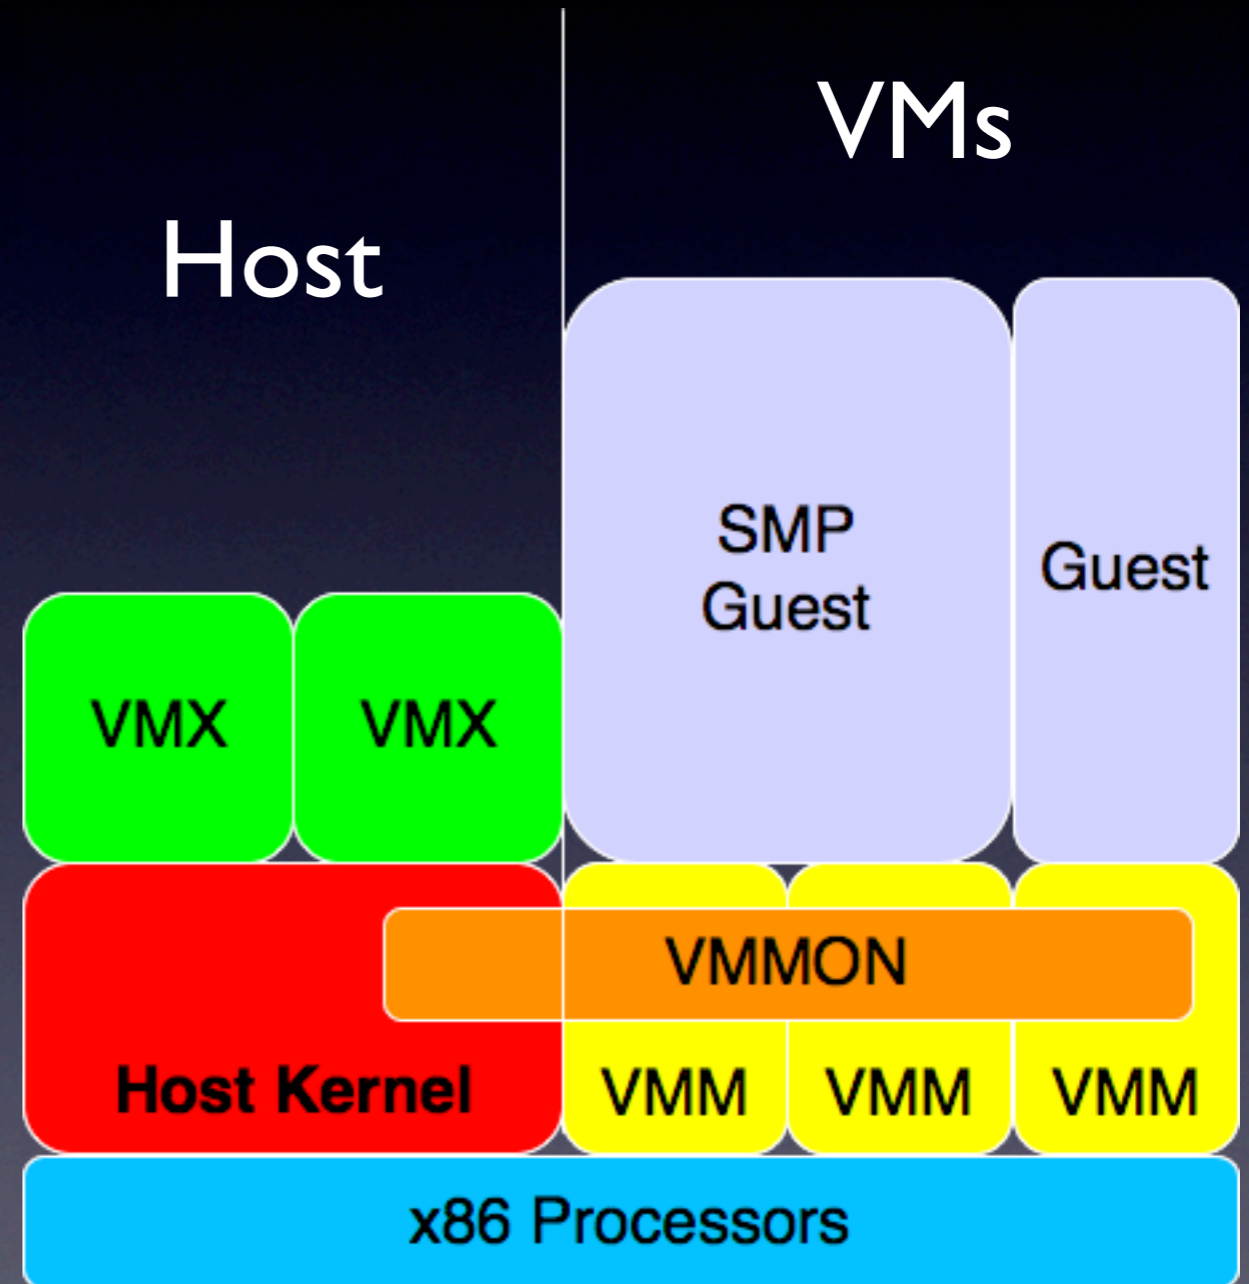 VMs
Host
SMP
Guest
Guest
VMX
VMX
VMMON
Host Kernel
VMM
VMM
VMM
x86 Processors